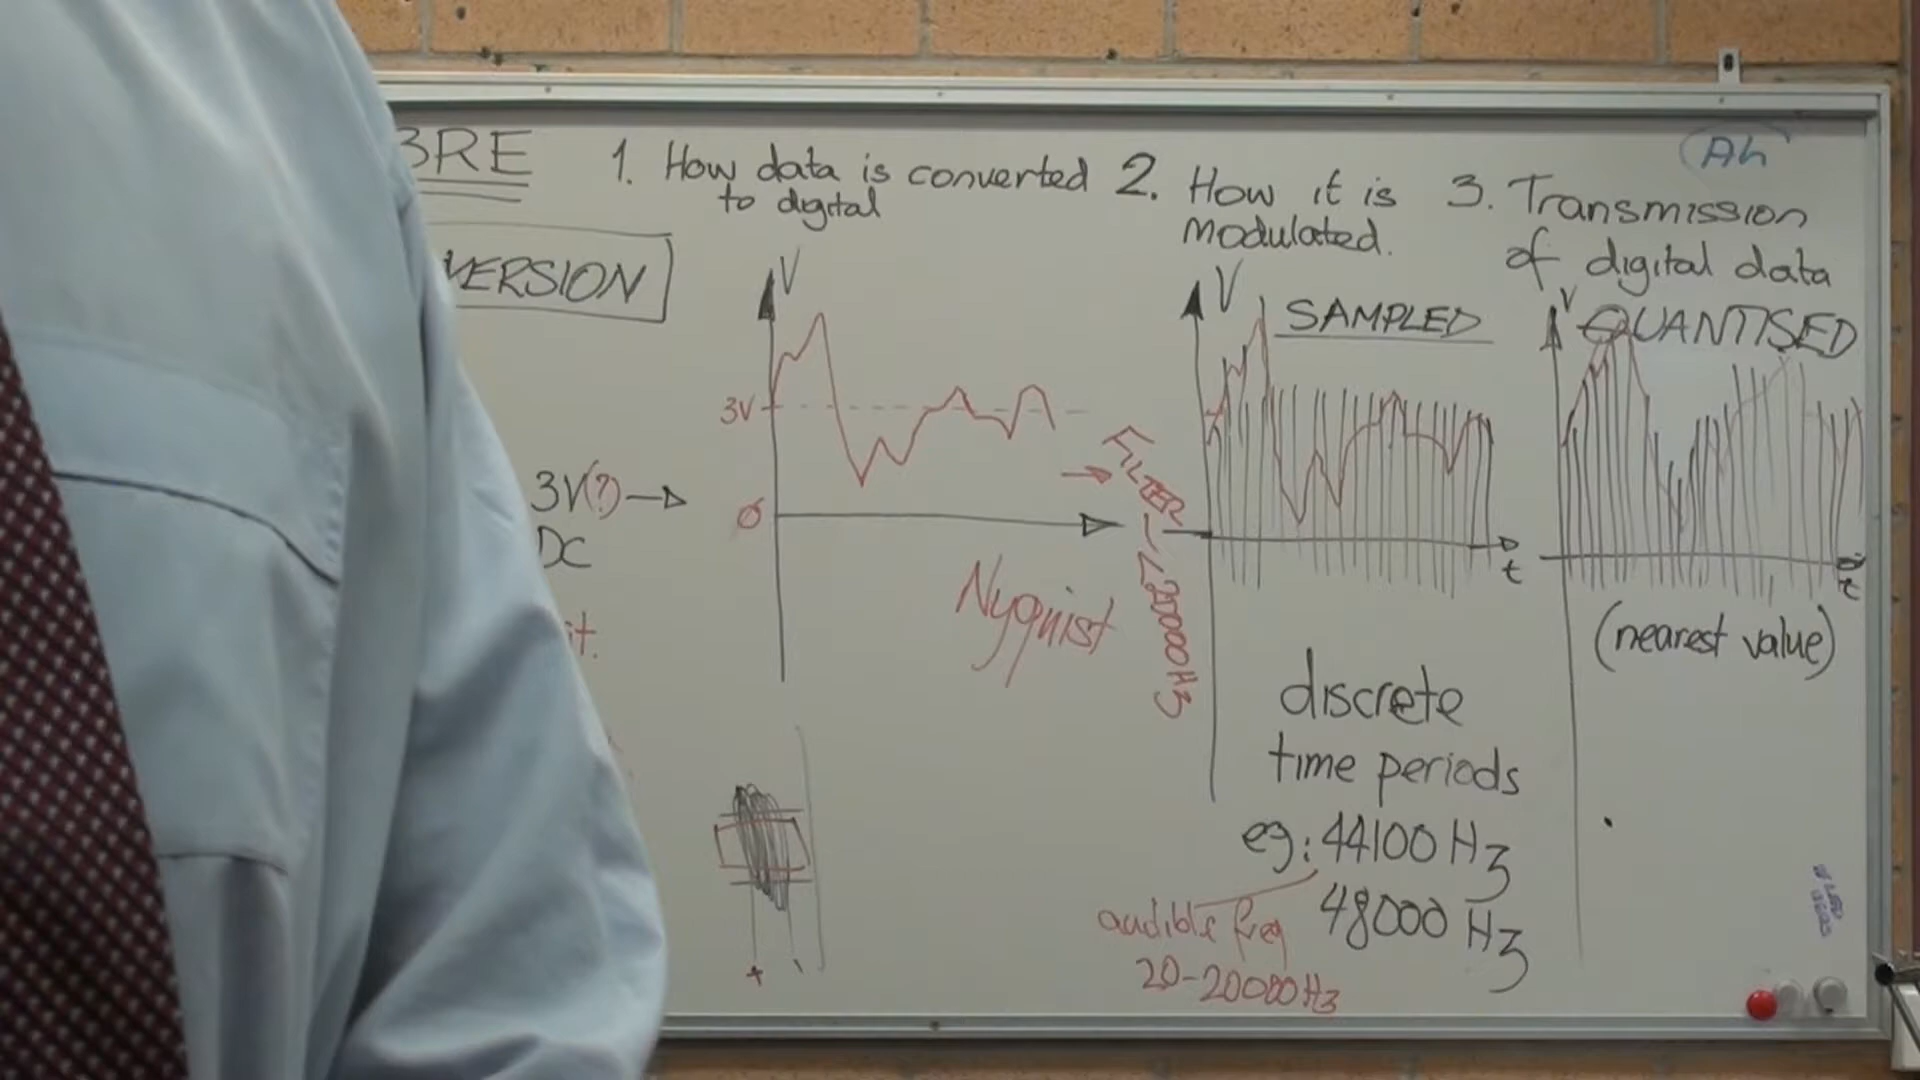 3RE
1. How data is converted
to digital
2. How it is
modulated.
3. Transmission
of digital data
Ah
VERSION
V
3V
3V(?)
DC
it.
Nyquist
FILTER
<20000Hz
V
SAMPLED
t
discrete
time periods
eg: 44100 Hz
48000 Hz
audible freq
20-20000Hz
V
QUANTISED
t
(nearest value)
+